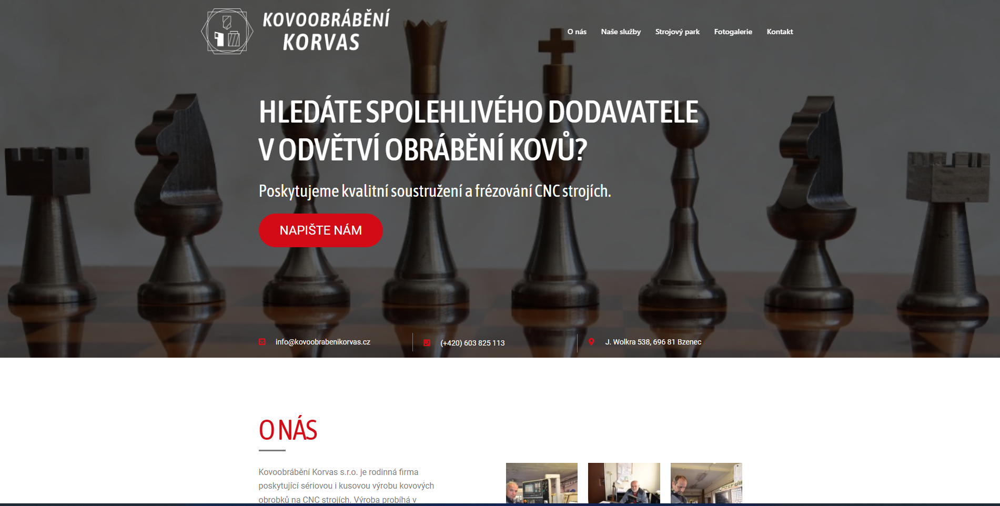 KOVOOBRÁBĚNÍ
KORVAS
O nás Naše služby Strojový park Fotogalerie Kontakt
HLEDÁTE SPOLEHLIVÉHO DODAVATELE
V ODVĚTVÍ OBRÁBĚNÍ KOVŮ?
Poskytujeme kvalitní soustružení a frézování CNC strojích.
NAPIŠTE NÁM
info@kovoobrabenikorvas.cz (+420) 603 825 113 J. Wolkra 538, 696 81 Bzenec
O NÁS
Kovoobrábění Korvas s.r.o. je rodinná firma
poskytující sériovou i kusovou výrobu kovových
obrobků na CNC strojích. Výroba probíhá v